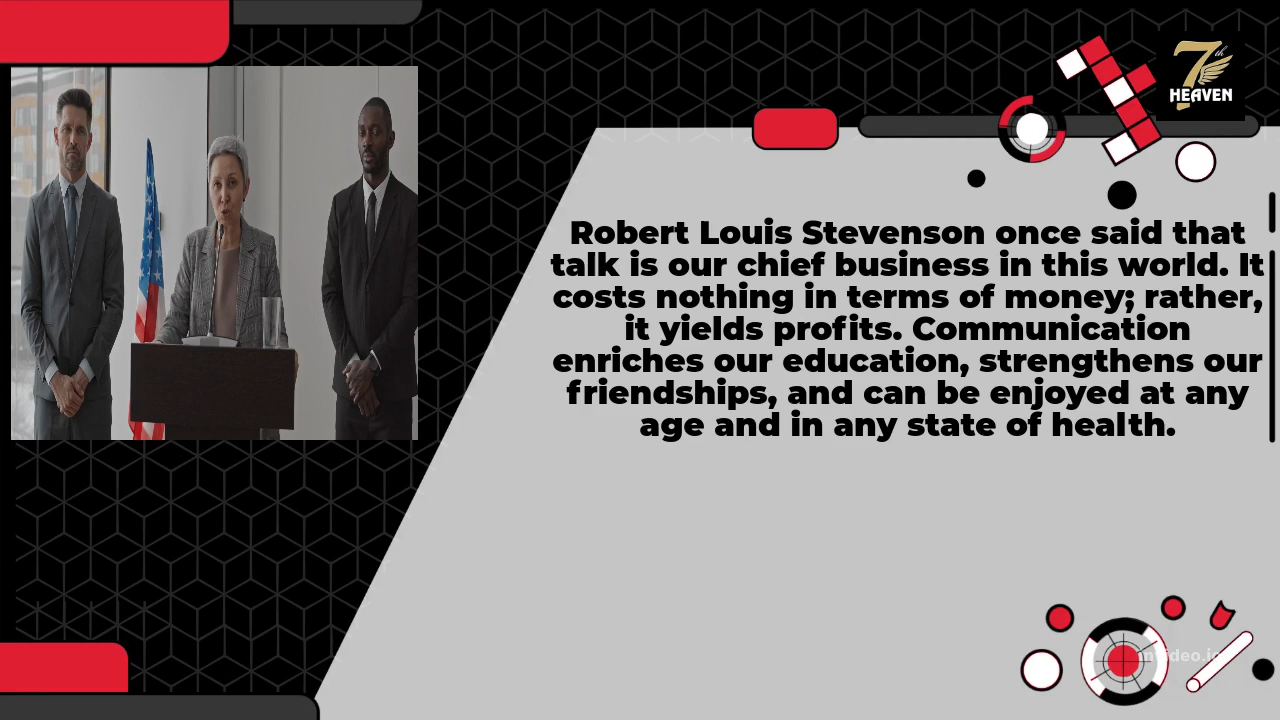 7th
HEAVEN
Robert Louis Stevenson once said that
talk is our chief business in this world. It
costs nothing in terms of money; rather,
it yields profits. Communication
enriches our education, strengthens our
friendships, and can be enjoyed at any
age and in any state of health.